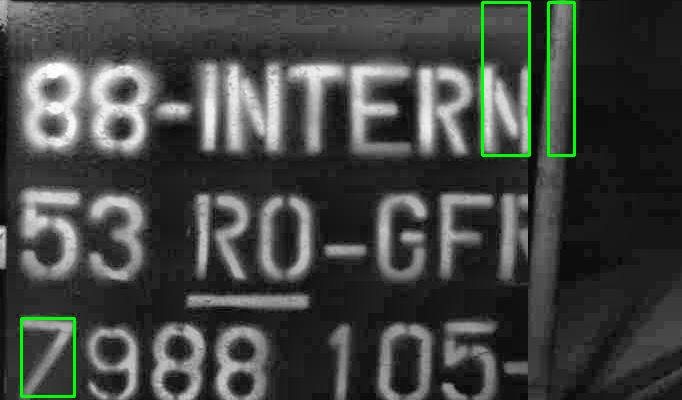 88-INTERN
53 RO-GFR
7988 105-